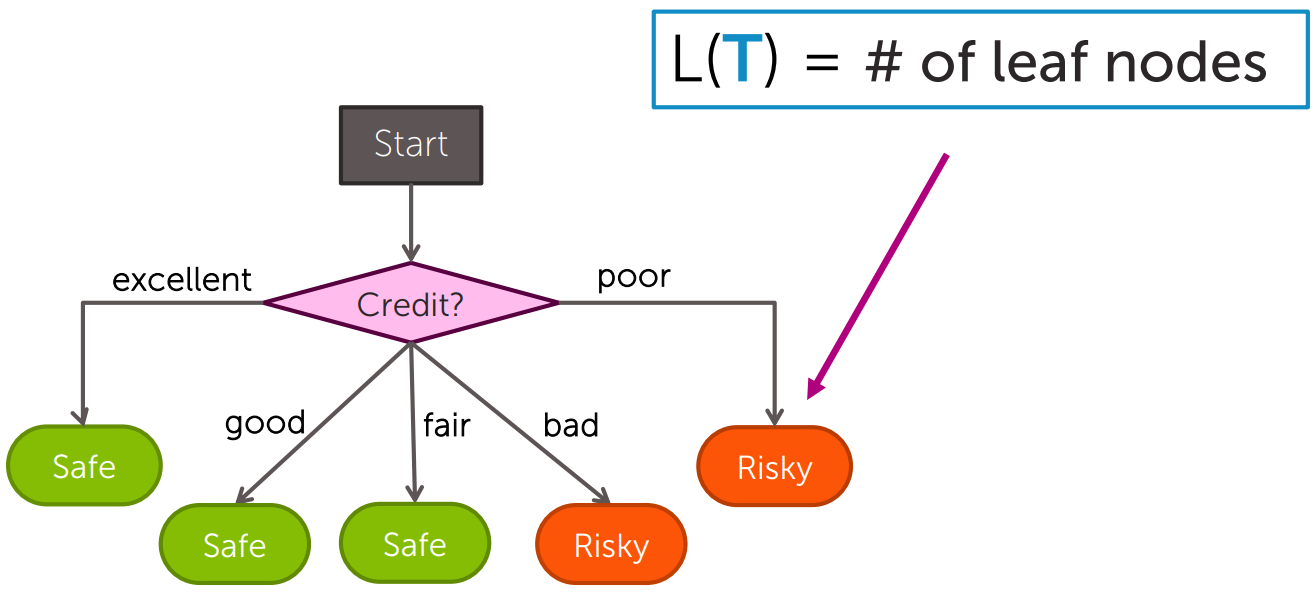 L(T) = # of leaf nodes
Start
excellent
poor
Credit?
good
fair
bad
Safe
Risky
Safe
Safe
Risky